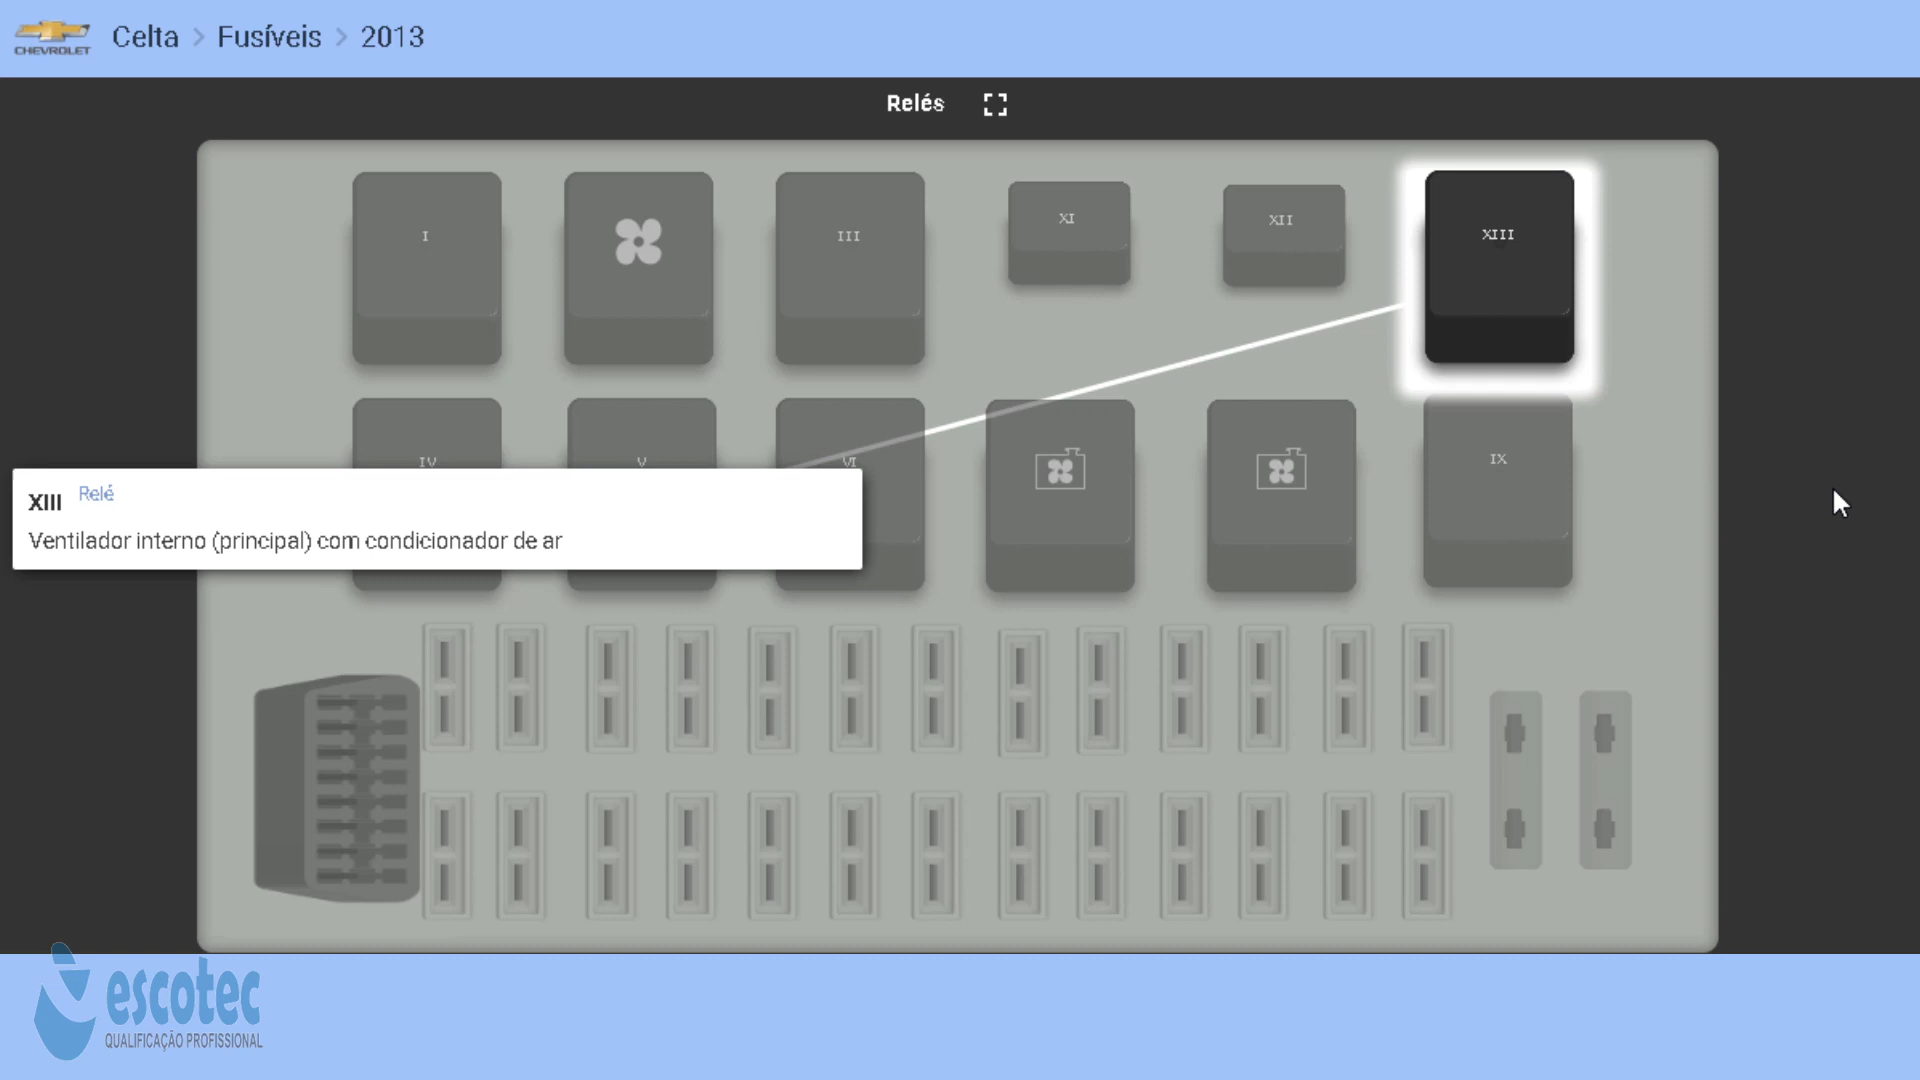 CHEVROLET
Celta > Fusíveis > 2013
Relés
I
III
XI
XII
XIII
IV
V
VI
IX
XIII Relé
Ventilador interno (principal) com condicionador de ar
escotec
QUALIFICAÇÃO PROFISSIONAL